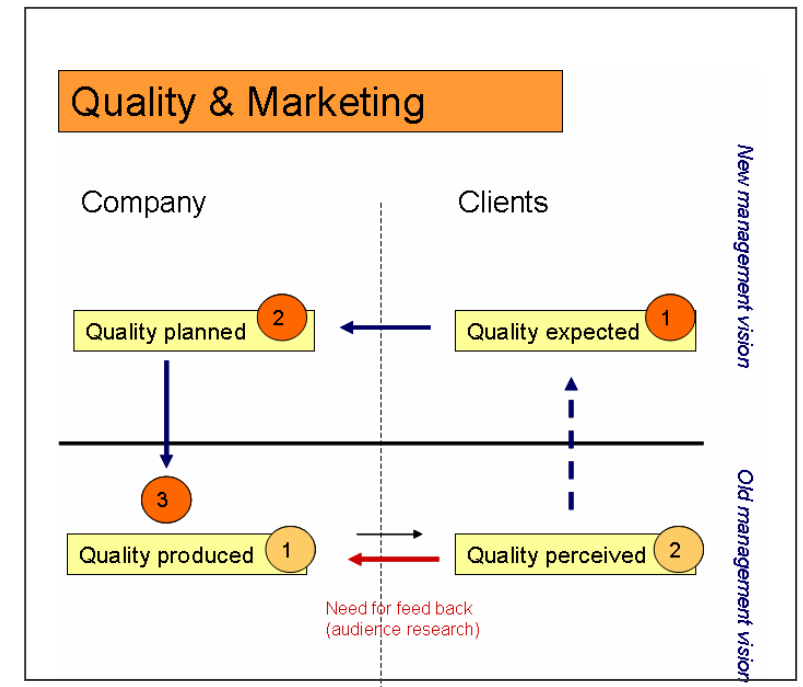 Quality & Marketing
Company
Clients
New management vision
Quality planned
2
Quality expected
1
3
Quality produced
1
Quality perceived
2
Old management vision
Need for feed back
(audience research)